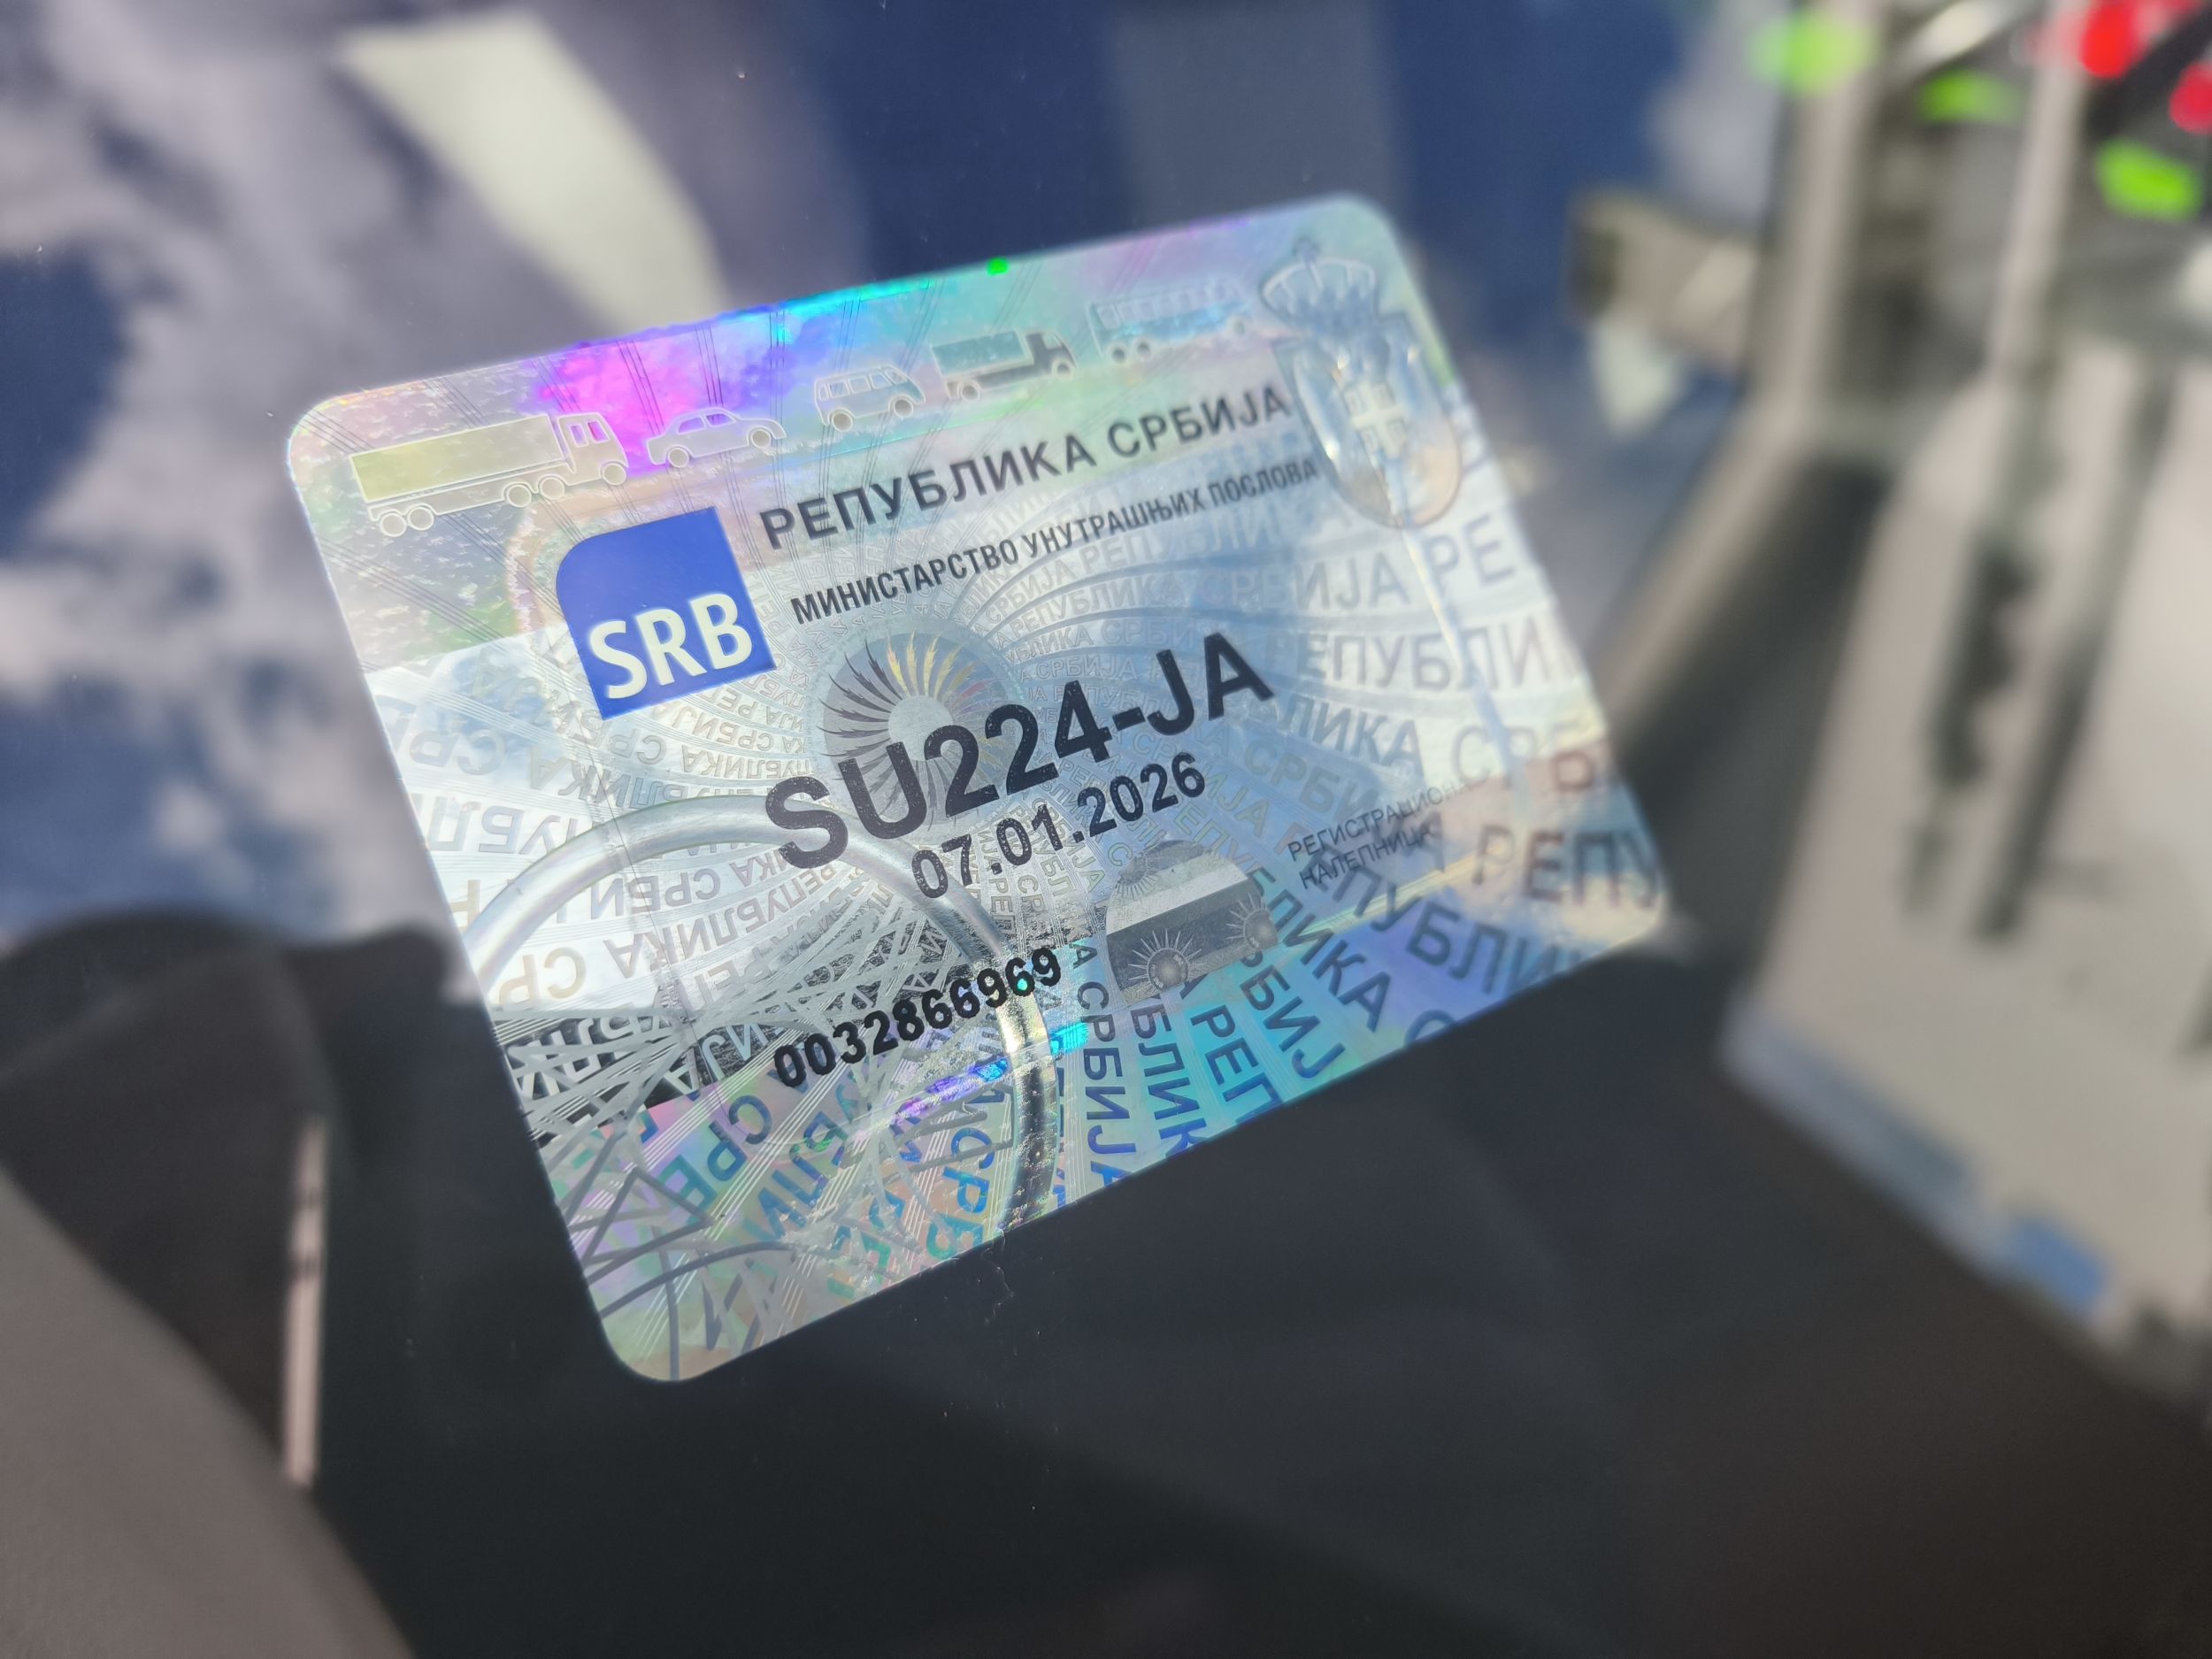 РЕПУБЛИКА СРБИЈА
МИНИСТАРСТВО УНУТРАШЊИХ ПОСЛОВА
SRB
SU224-JA
07.01.2026
РЕГИСТРАЦИОНА
НАЛЕПНИЦА
0032866969